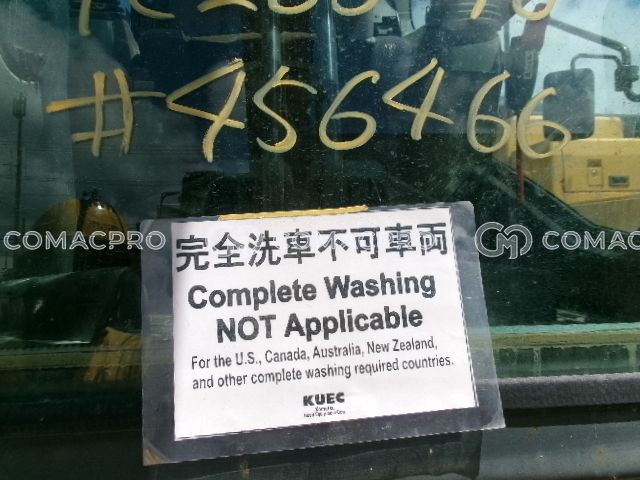 #456466
COMACPRO
COMAC
完全洗車不可車両
Complete Washing
NOT Applicable
For the U.S., Canada, Australia, New Zealand,
and other complete washing required countries.
KUEC